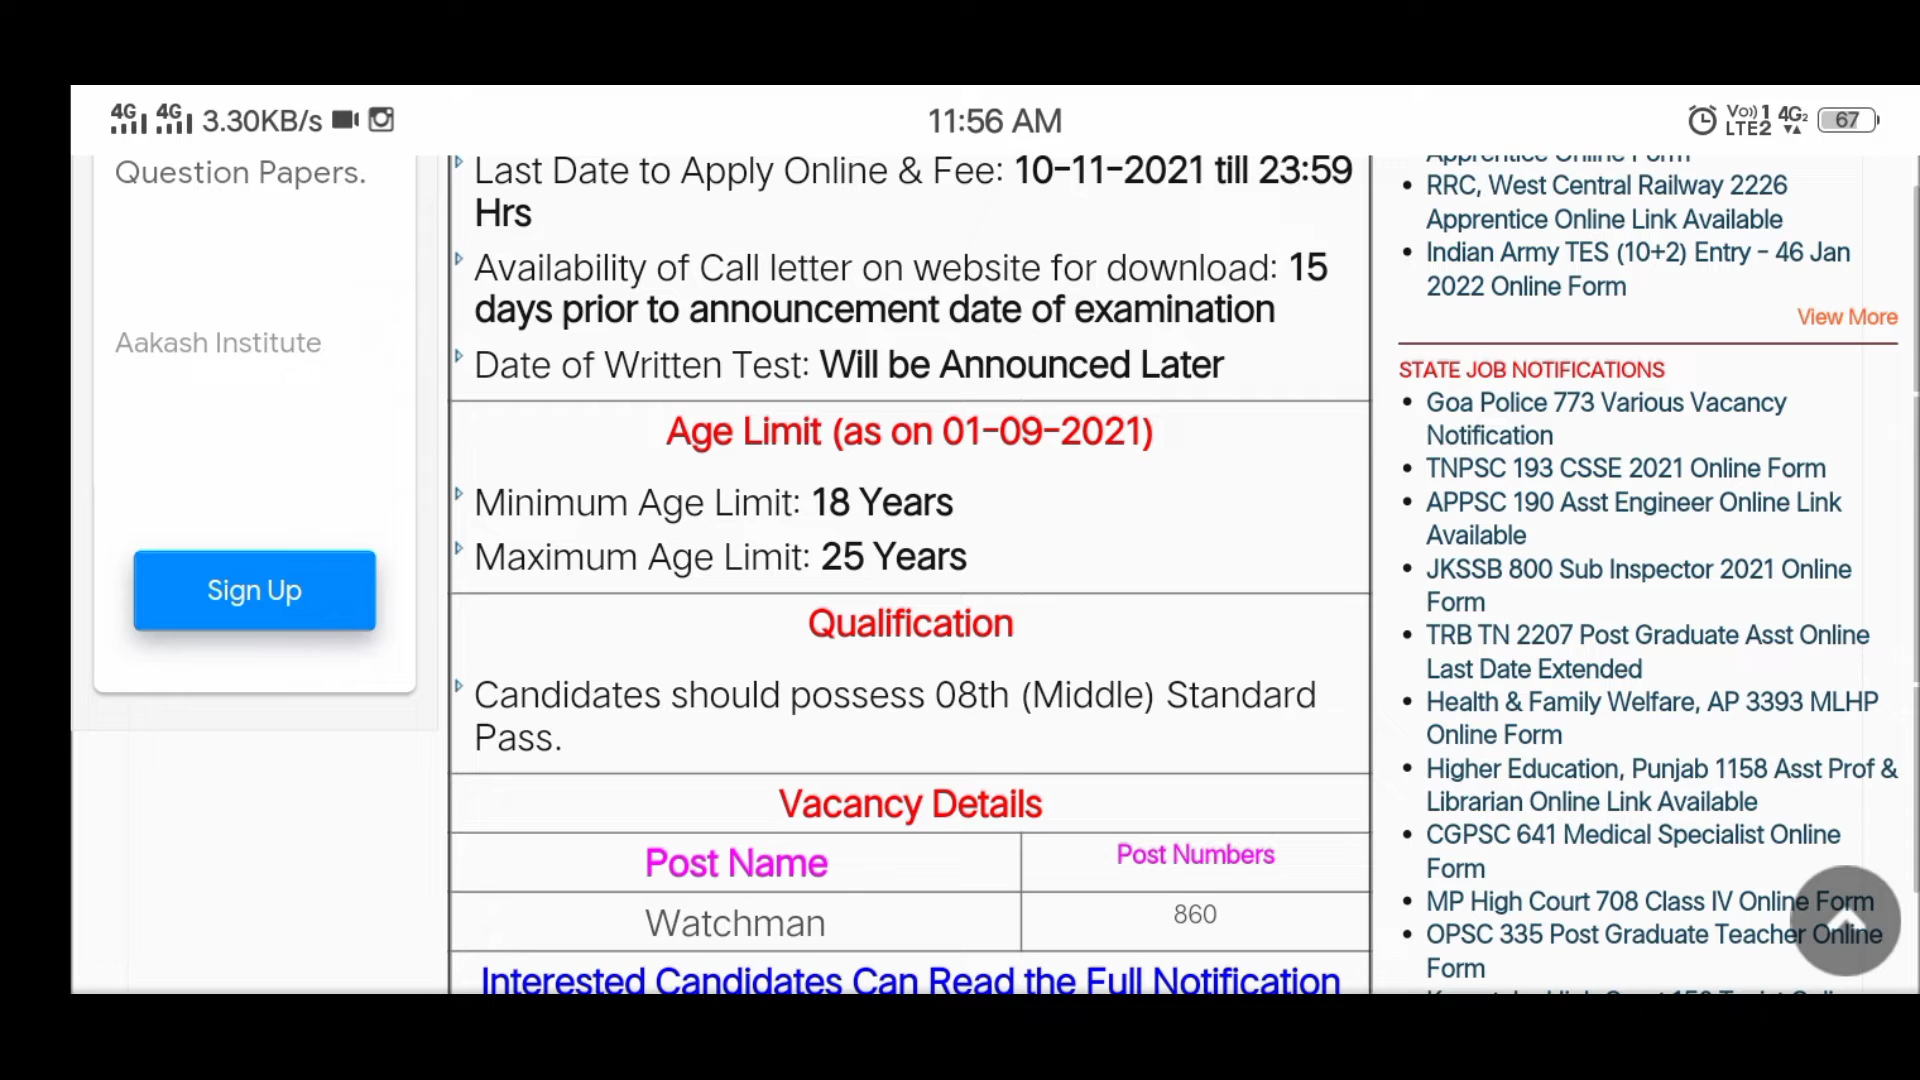 4G 4G 3.30KB/s
11:56 AM
Vo)) 1 4G2
LTE2
67
Question Papers.
Aakash Institute
Sign Up
Last Date to Apply Online & Fee: 10-11-2021 till 23:59
Hrs
Availability of Call letter on website for download: 15
days prior to announcement date of examination
Date of Written Test: Will be Announced Later
Age Limit (as on 01-09-2021)
Minimum Age Limit: 18 Years
Maximum Age Limit: 25 Years
Qualification
Candidates should possess 08th (Middle) Standard
Pass.
Vacancy Details
Post Name
Post Numbers
Watchman
860
Interested Candidates Can Read the Full Notification
Apprentice Online Form
• RRC, West Central Railway 2226
Apprentice Online Link Available
• Indian Army TES (10+2) Entry - 46 Jan
2022 Online Form
View More
STATE JOB NOTIFICATIONS
• Goa Police 773 Various Vacancy
Notification
• TNPSC 193 CSSE 2021 Online Form
• APPSC 190 Asst Engineer Online Link
Available
• JKSSB 800 Sub Inspector 2021 Online
Form
• TRB TN 2207 Post Graduate Asst Online
Last Date Extended
• Health & Family Welfare, AP 3393 MLHP
Online Form
• Higher Education, Punjab 1158 Asst Prof &
Librarian Online Link Available
• CGPSC 641 Medical Specialist Online
Form
• MP High Court 708 Class IV Online Form
• OPSC 335 Post Graduate Teacher Online
Form